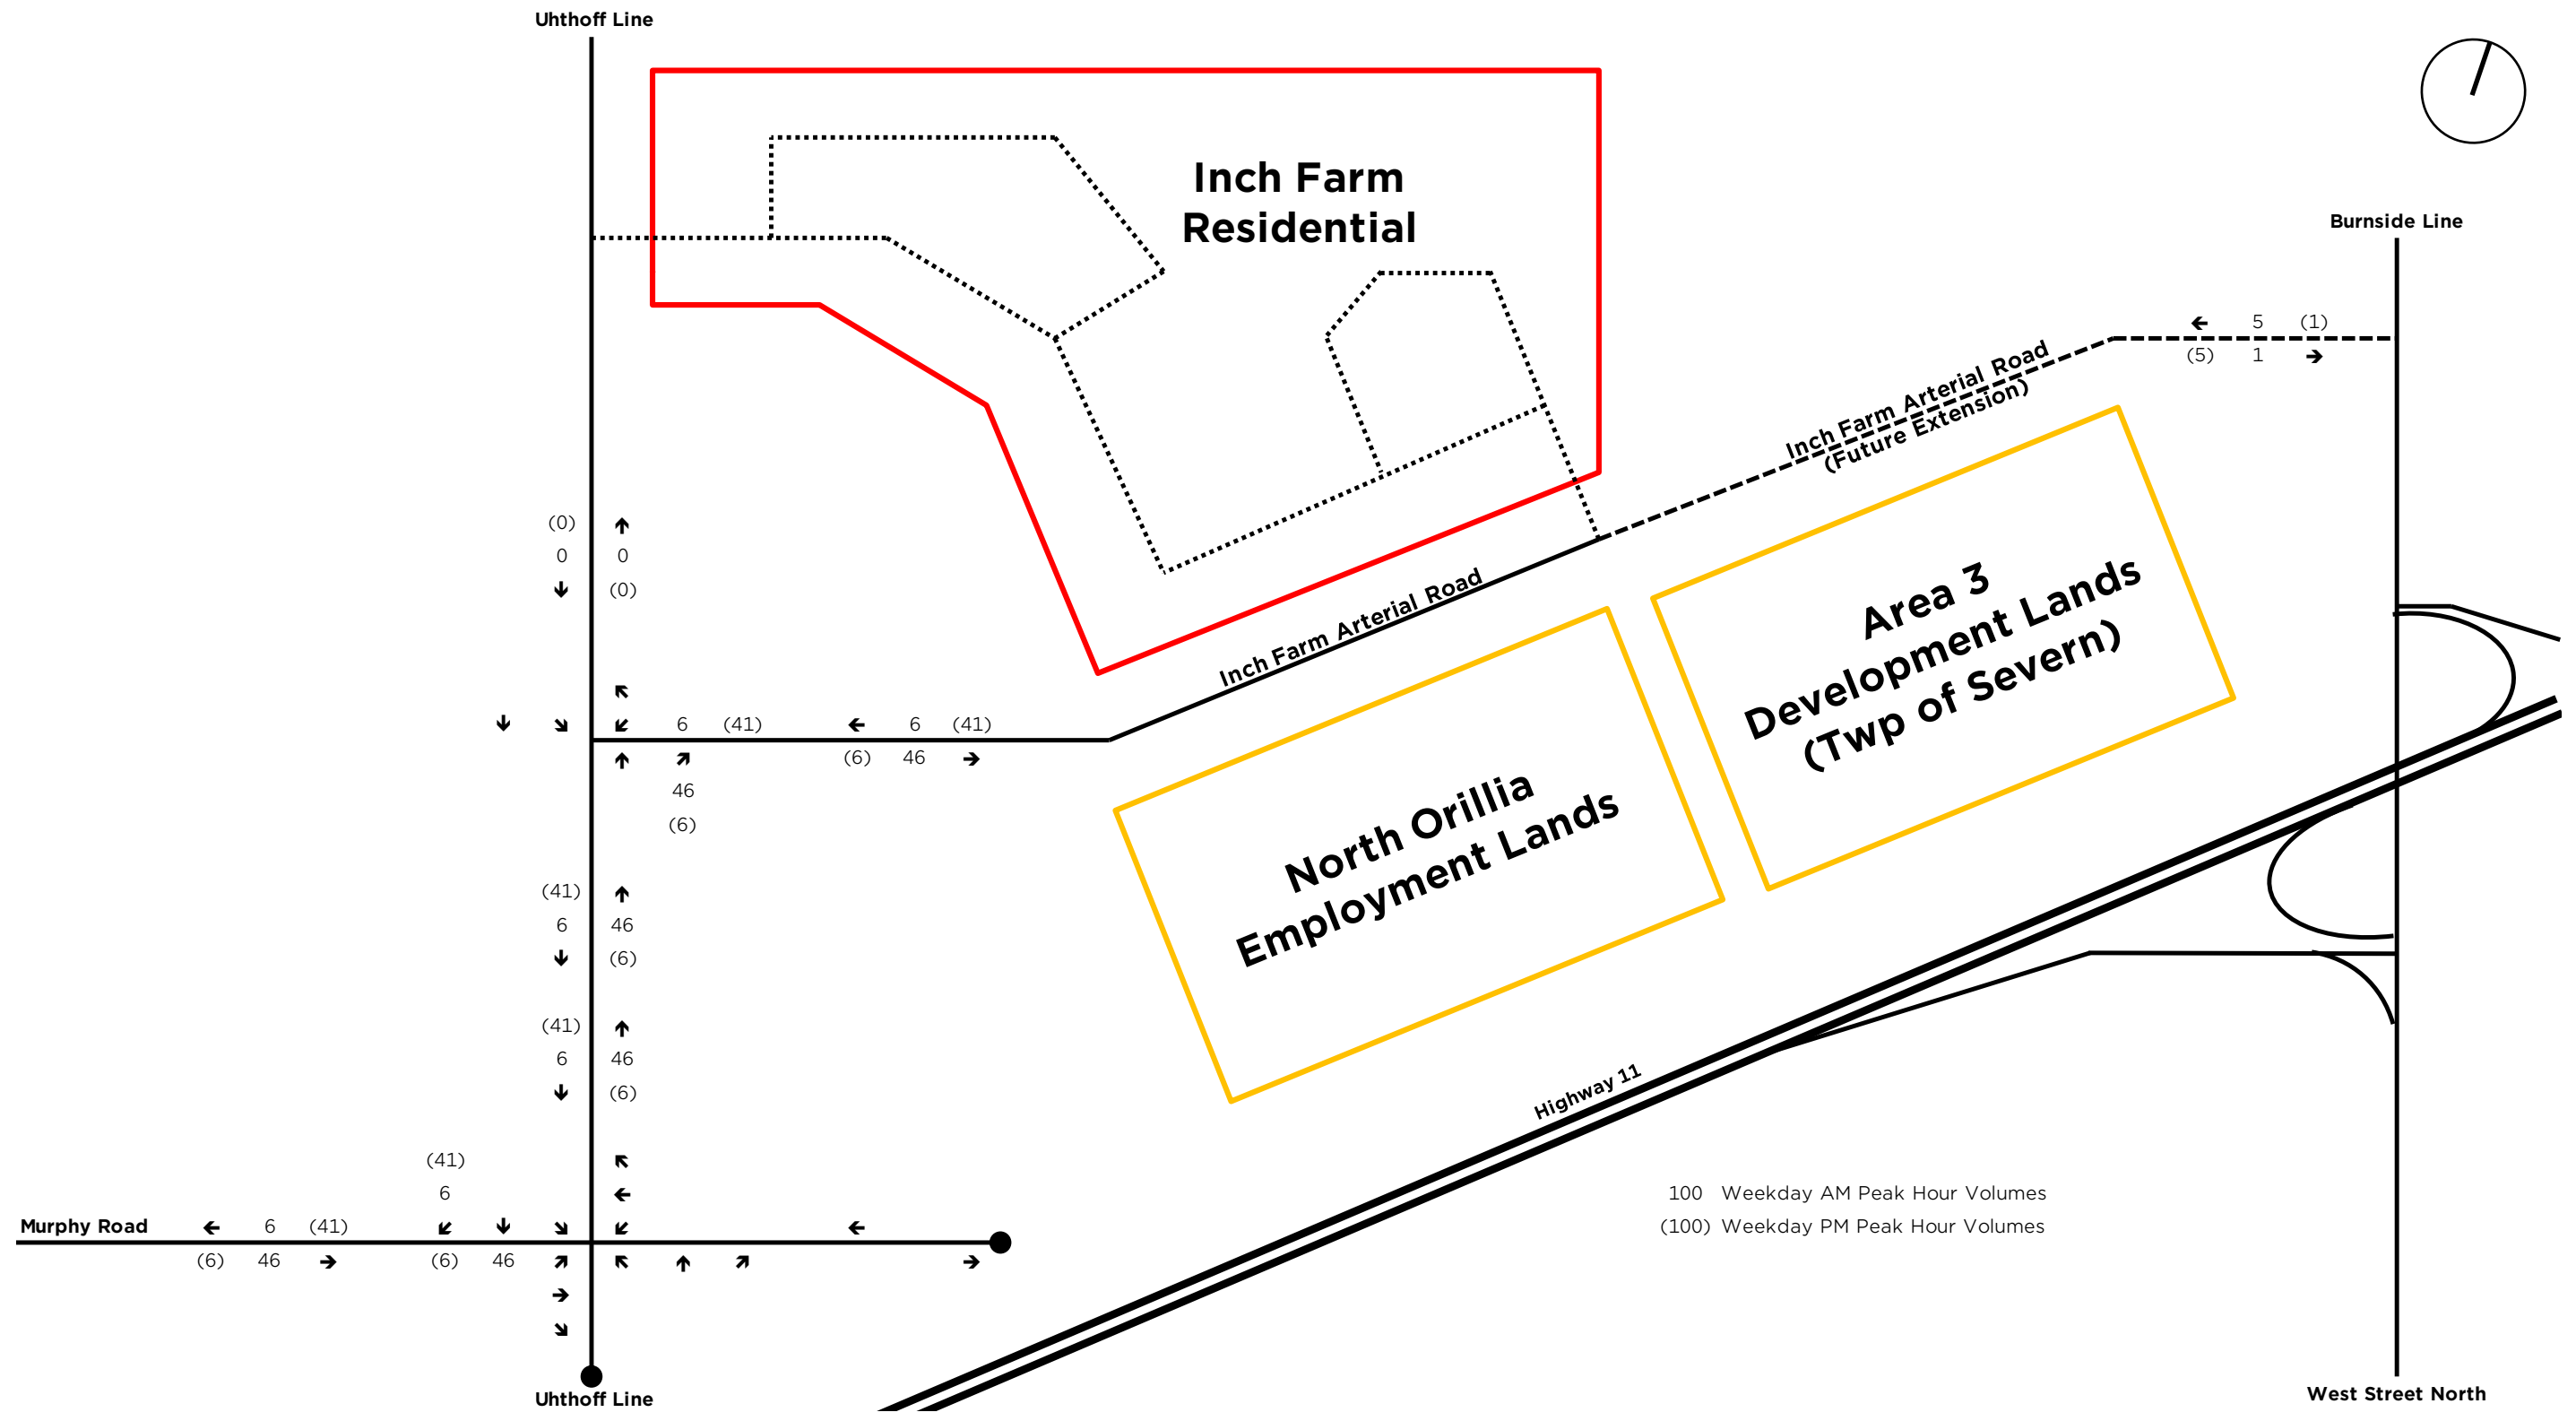 Uhthoff Line
Inch Farm
Residential
Burnside Line
5 (1)
(5) 1
Inch Farm Arterial Road
(Future Extension)
(0)
0 0
(0)
Inch Farm Arterial Road
Area 3
Development Lands
(Twp of Severn)
6 (41) 6 (41)
(6) 46
46
(6)
North Orillia
Employment Lands
(41)
6 46
(6)
(41)
6 46
(6)
Highway 11
(41)
6
100 Weekday AM Peak Hour Volumes
(100) Weekday PM Peak Hour Volumes
Murphy Road 6 (41)
(6) 46 (6) 46
Uhthoff Line
West Street North